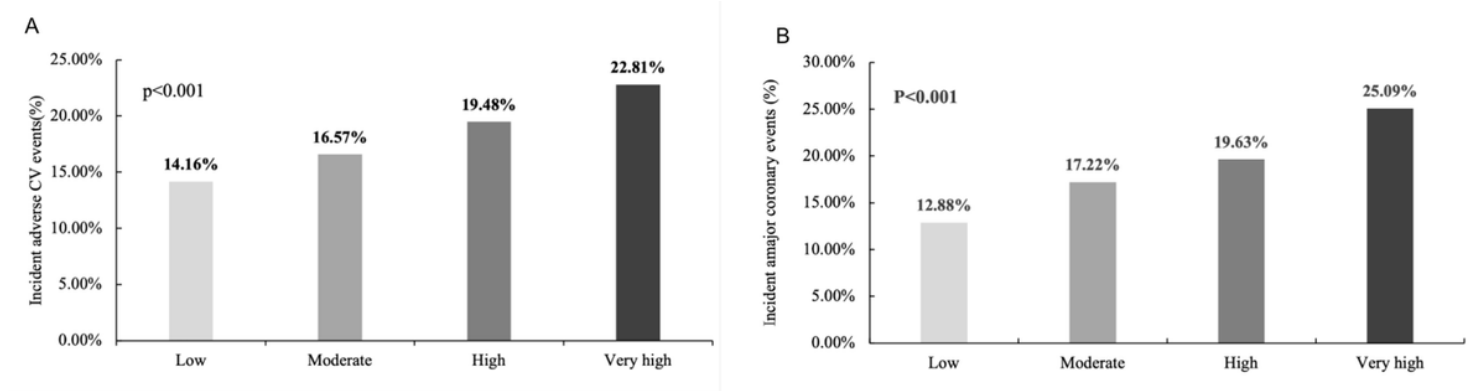 A
Incident adverse CV events(%)
25.00%
20.00%
15.00%
10.00%
5.00%
0.00%
p<0.001
14.16%
16.57%
19.48%
22.81%
Low Moderate High Very high
B
Incident amajor coronary events (%)
30.00%
25.00%
20.00%
15.00%
10.00%
5.00%
0.00%
P<0.001
12.88%
17.22%
19.63%
25.09%
Low Moderate High Very high